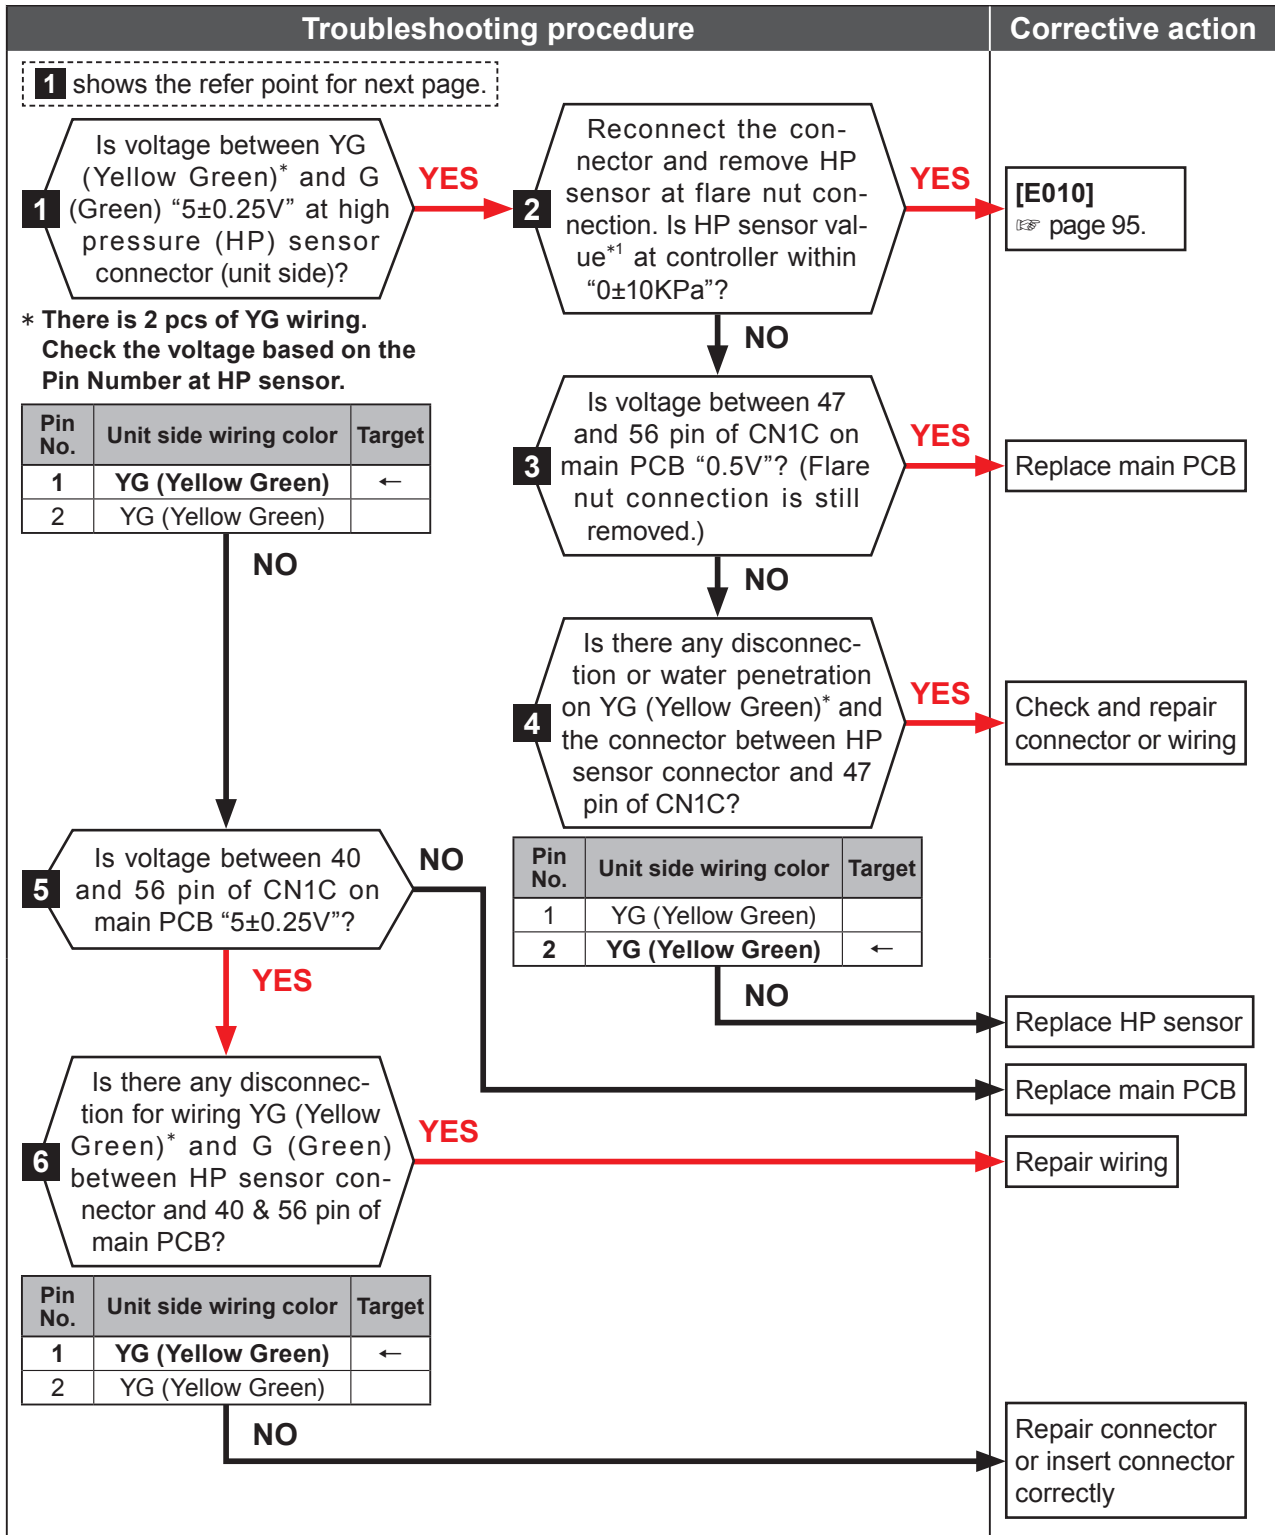 Troubleshooting procedure
Corrective action
1 shows the refer point for next page.
1
Is voltage between YG
(Yellow Green)* and G
(Green) “5±0.25V” at high
pressure (HP) sensor
connector (unit side)?
YES
2
Reconnect the con-
nector and remove HP
sensor at flare nut con-
nection. Is HP sensor val-
ue*1 at controller within
“0±10KPa”?
YES
[E010]
☞ page 95.
* There is 2 pcs of YG wiring.
Check the voltage based on the
Pin Number at HP sensor.
Pin No. Unit side wiring color Target
1 YG (Yellow Green) ←
2 YG (Yellow Green)
NO
NO
3
Is voltage between 47
and 56 pin of CN1C on
main PCB “0.5V”? (Flare
nut connection is still
removed.)
YES
Replace main PCB
NO
4
Is there any disconnec-
tion or water penetration
on YG (Yellow Green)* and
the connector between HP
sensor connector and 47
pin of CN1C?
YES
Check and repair
connector or wiring
Pin No. Unit side wiring color Target
1 YG (Yellow Green)
2 YG (Yellow Green) ←
NO
Replace HP sensor
5
Is voltage between 40
and 56 pin of CN1C on
main PCB “5±0.25V”?
NO
Replace main PCB
YES
6
Is there any disconnec-
tion for wiring YG (Yellow
Green)* and G (Green)
between HP sensor con-
nector and 40 & 56 pin of
main PCB?
YES
Repair wiring
Pin No. Unit side wiring color Target
1 YG (Yellow Green) ←
2 YG (Yellow Green)
NO
Repair connector
or insert connector
correctly